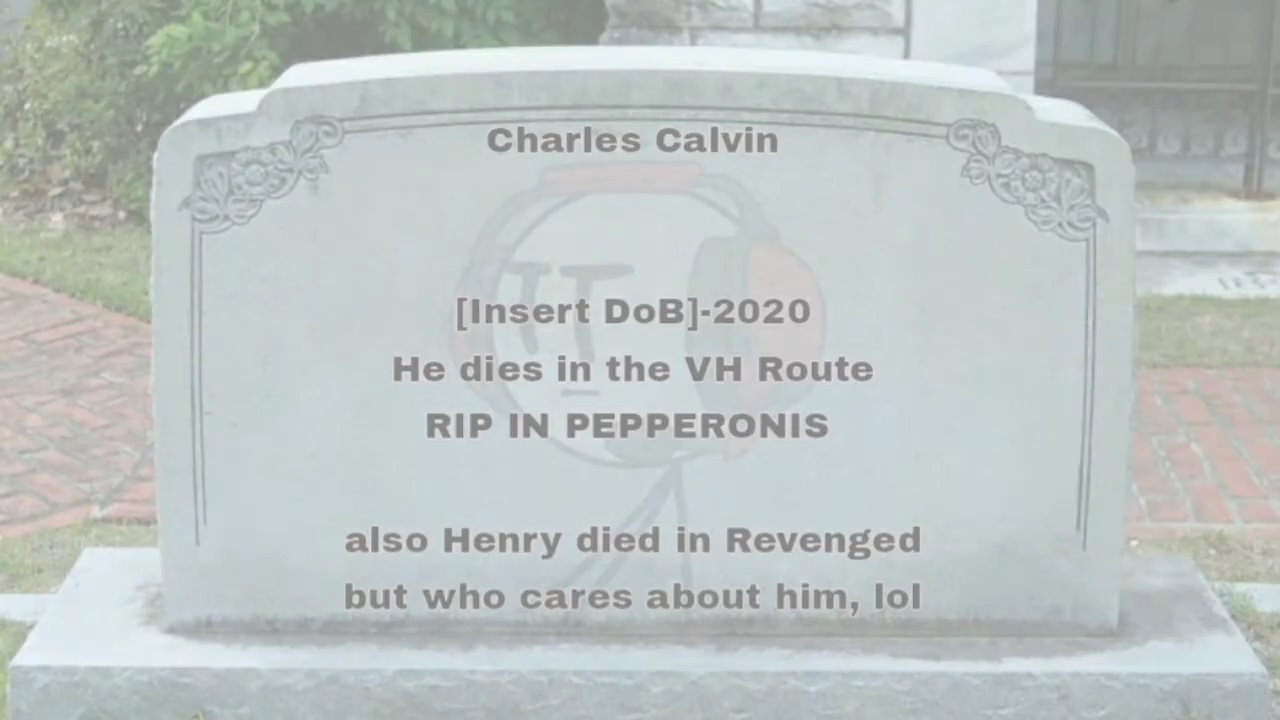 Charles Calvin
[Insert DoB]-2020
He dies in the VH Route
RIP IN PEPPERONIS
also Henry died in Revenged
but who cares about him, lol